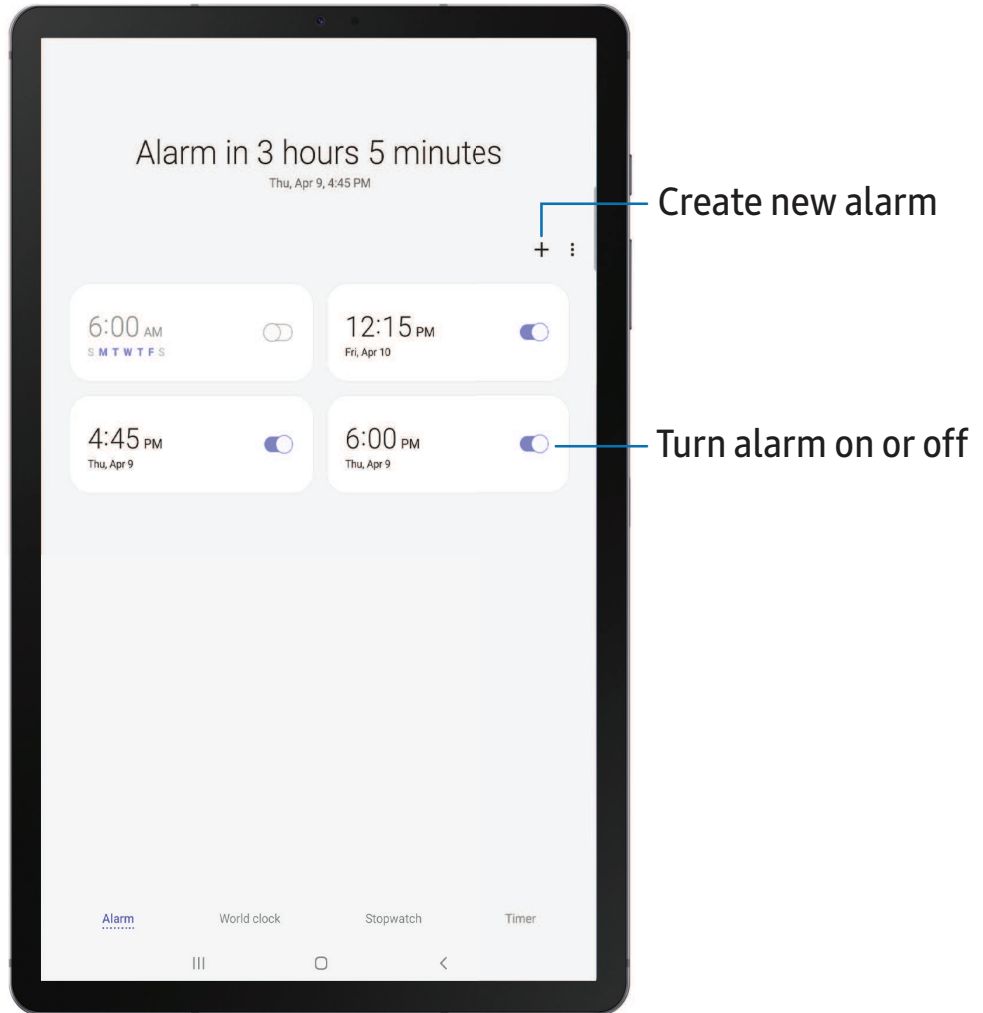 Alarm in 3 hours 5 minutes
Thu, Apr 9, 4:45 PM
Create new alarm
6:00 AM
S M T W T F S
12:15 PM
Fri, Apr 10
4:45 PM
Thu, Apr 9
6:00 PM
Thu, Apr 9
Turn alarm on or off
Alarm World clock Stopwatch Timer